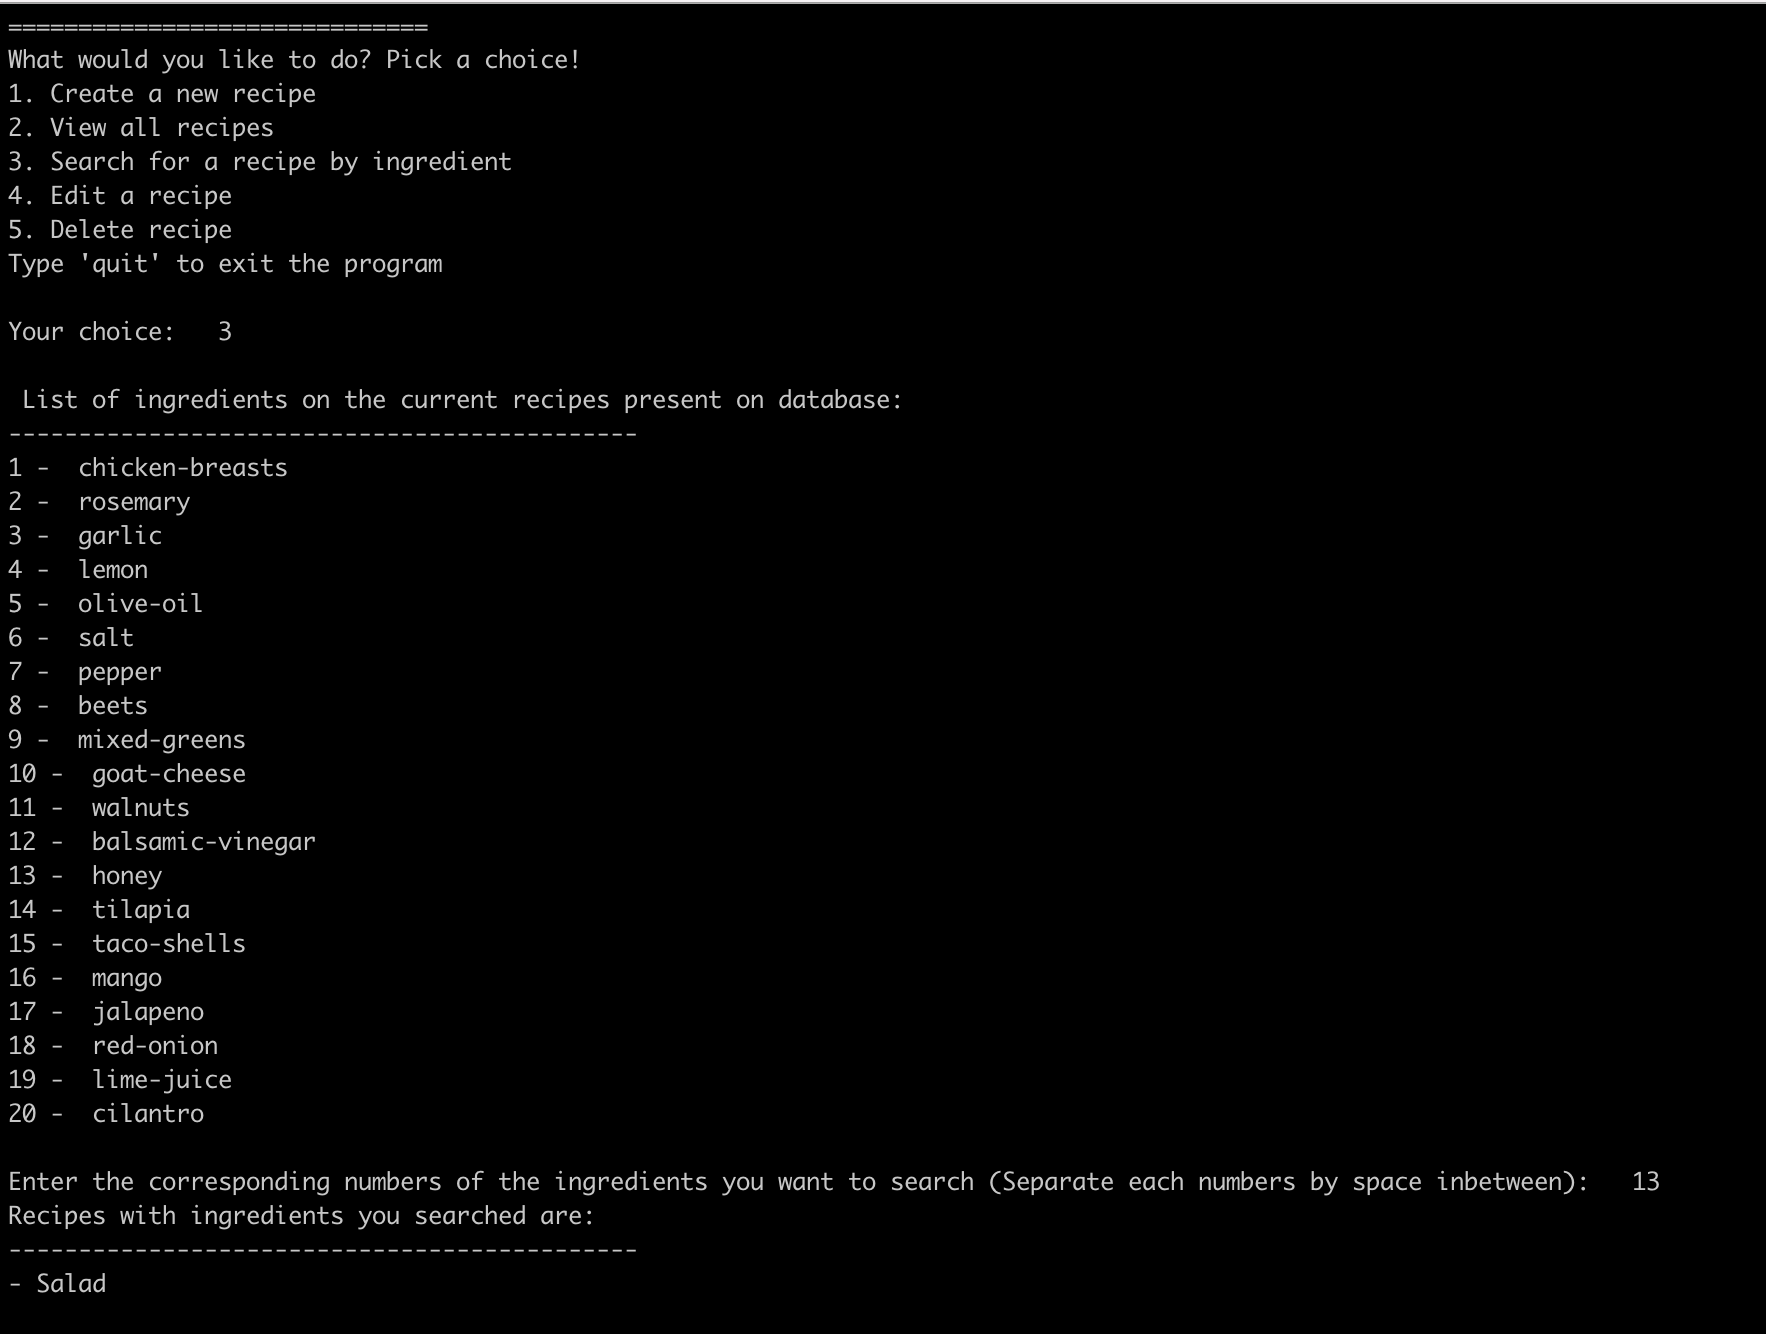 ==============================
What would you like to do? Pick a choice!
1. Create a new recipe
2. View all recipes
3. Search for a recipe by ingredient
4. Edit a recipe
5. Delete recipe
Type 'quit' to exit the program
Your choice:   3
List of ingredients on the current recipes present on database:
---------------------------------------------
1 -  chicken-breasts
2 -  rosemary
3 -  garlic
4 -  lemon
5 -  olive-oil
6 -  salt
7 -  pepper
8 -  beets
9 -  mixed-greens
10 -  goat-cheese
11 -  walnuts
12 -  balsamic-vinegar
13 -  honey
14 -  tilapia
15 -  taco-shells
16 -  mango
17 -  jalapeno
18 -  red-onion
19 -  lime-juice
20 -  cilantro
Enter the corresponding numbers of the ingredients you want to search (Separate each numbers by space inbetween):   13
Recipes with ingredients you searched are:
---------------------------------------------
- Salad